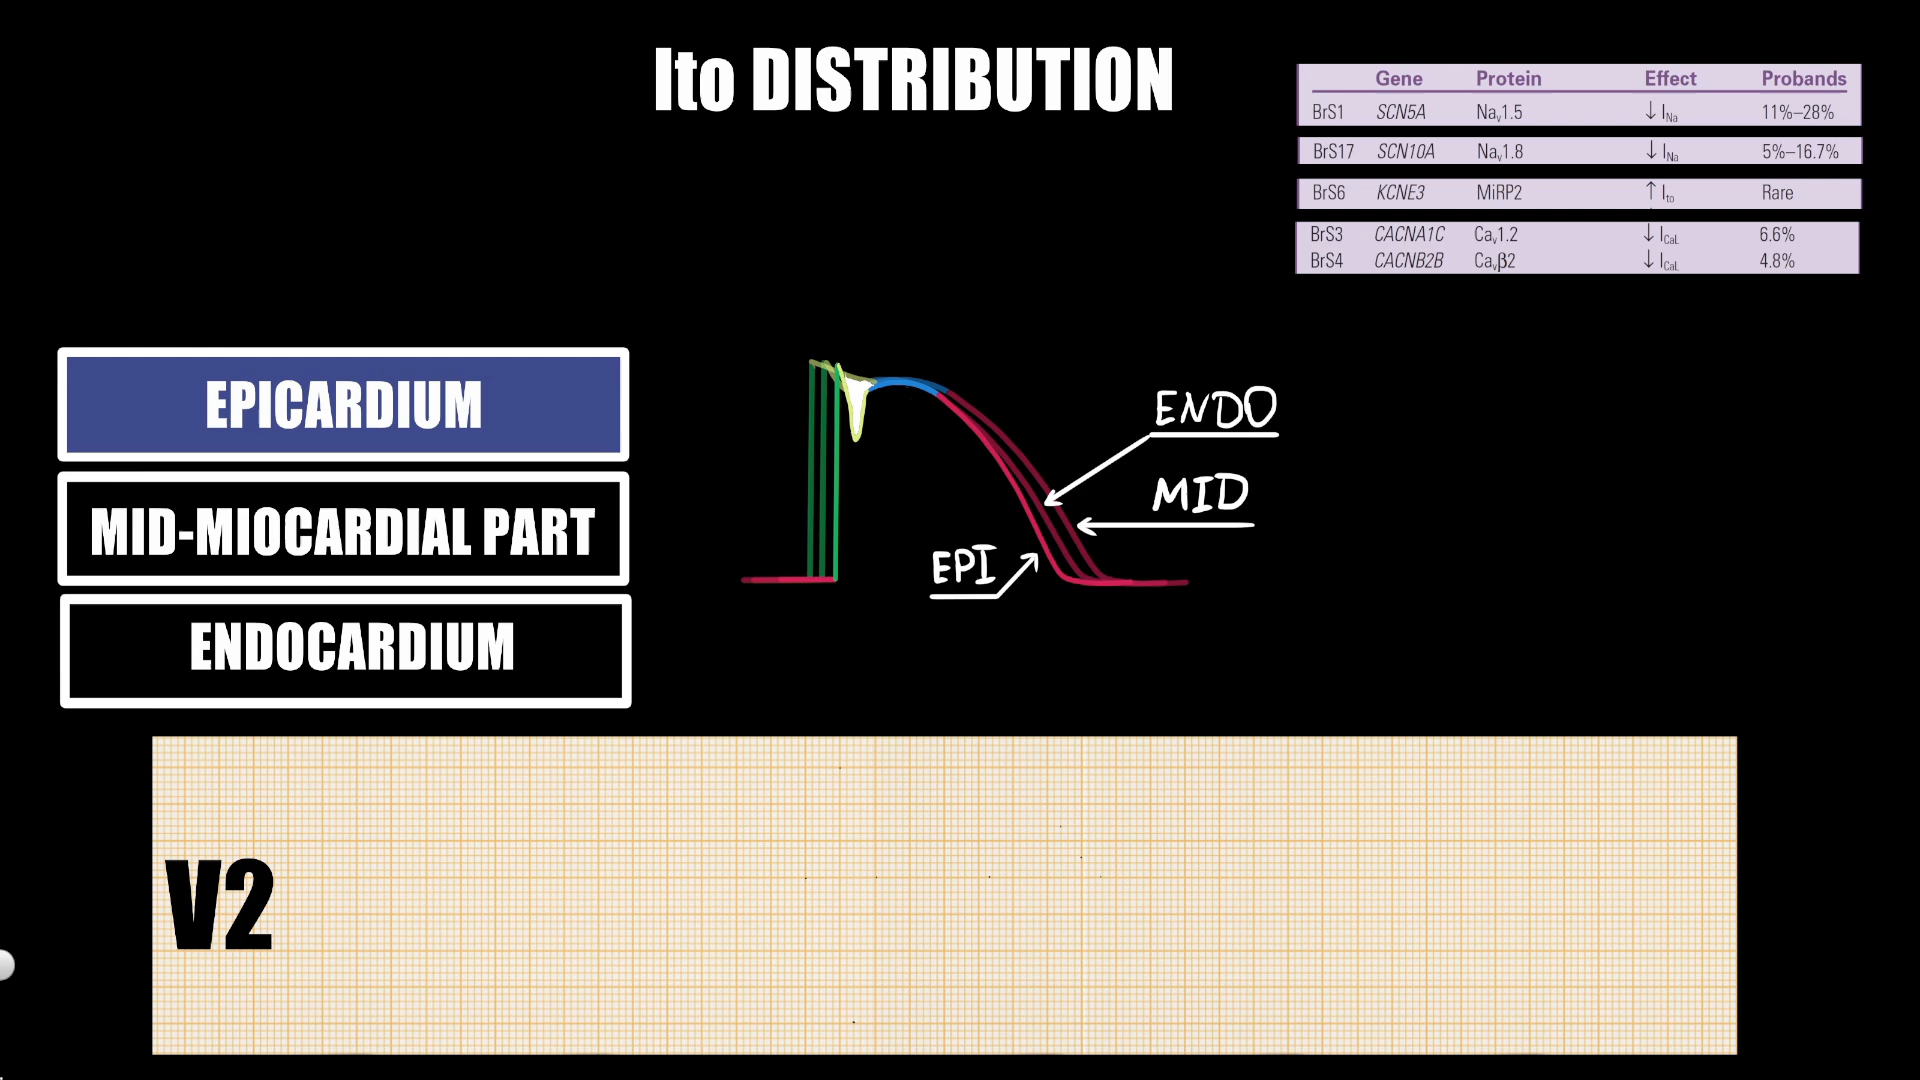 Ito DISTRIBUTION
Gene Protein Effect Probands
BrS1 SCN5A Nav1.5 ↓ INa 11%–28%
BrS17 SCN10A Nav1.8 ↓ INa 5%–16.7%
BrS6 KCNE3 MiRP2 ↑ Ito Rare
BrS3 CACNA1C Cav1.2 ↓ ICaL 6.6%
BrS4 CACNB2B Cavβ2 ↓ ICaL 4.8%
EPICARDIUM
MID-MIOCARDIAL PART
ENDOCARDIUM
ENDO
MID
EPI
V2